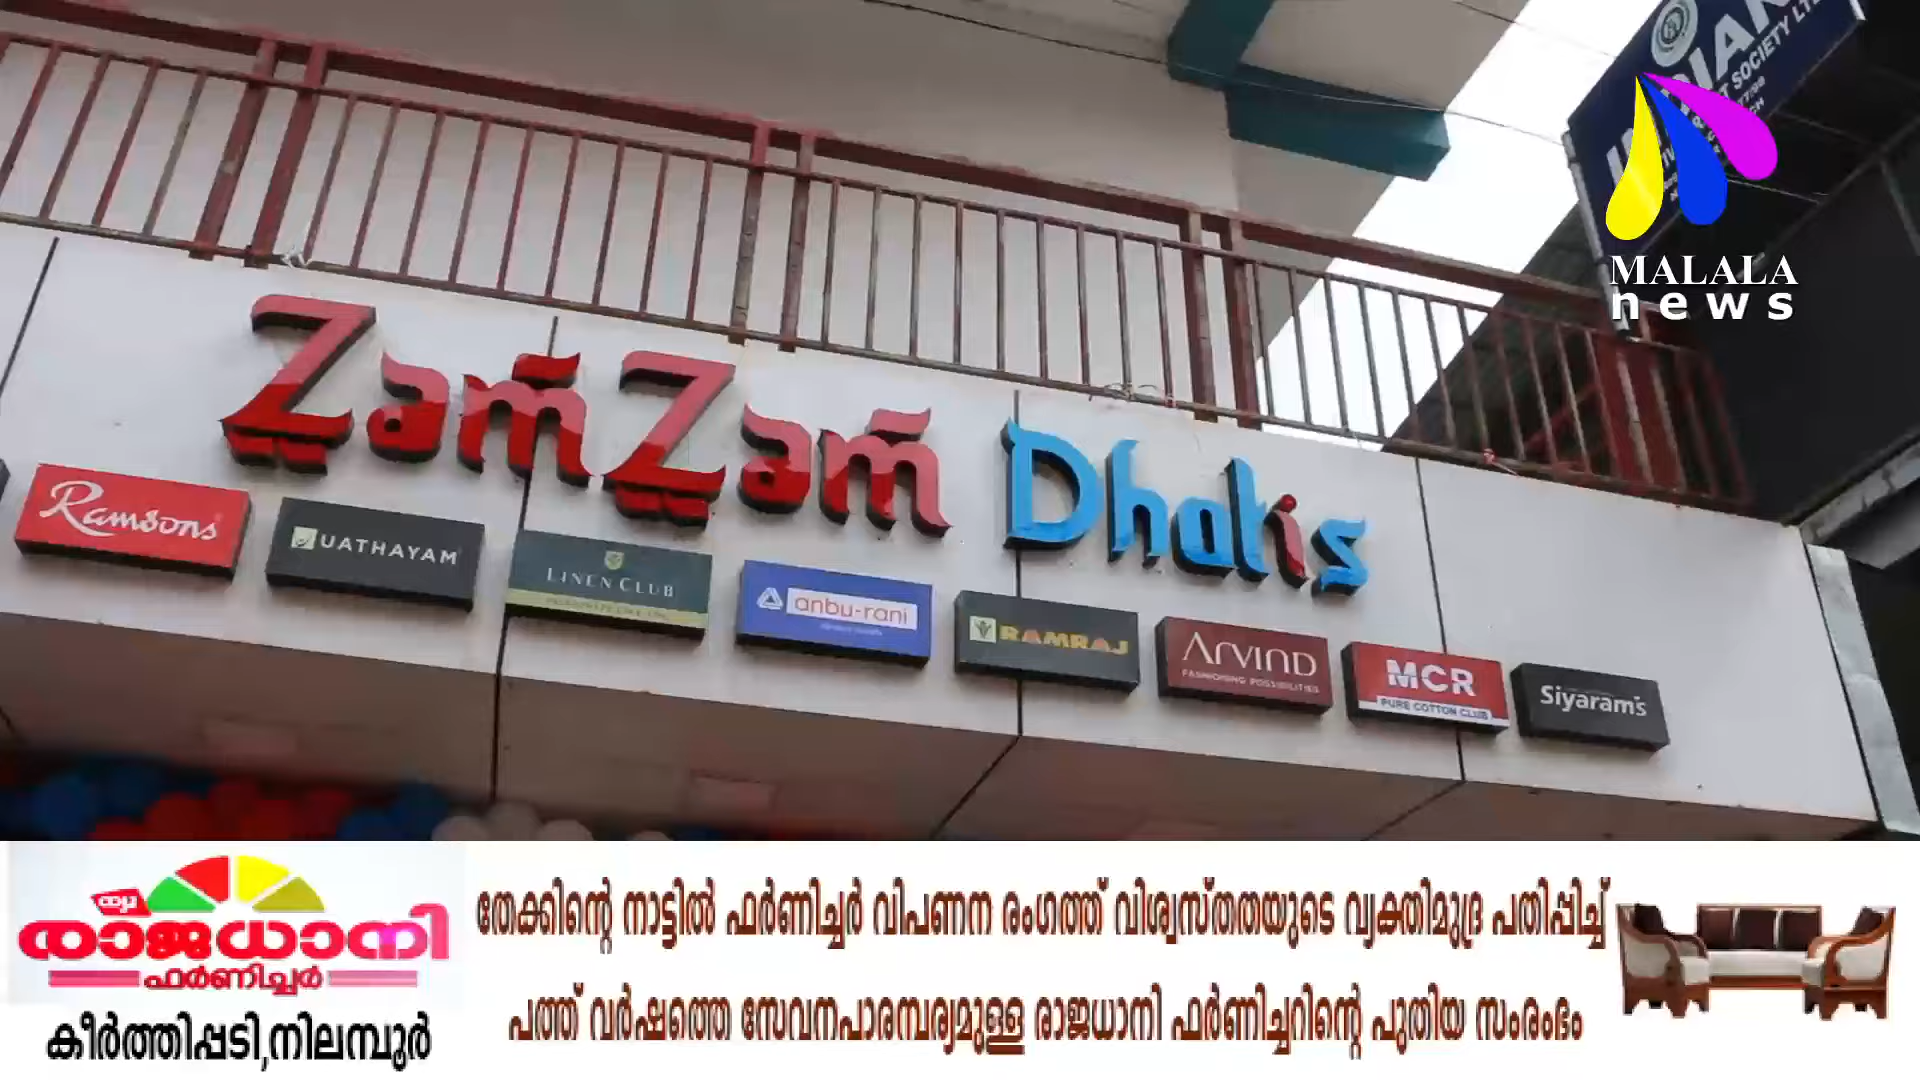 SOCIETY LTD
MALALA
news
ZamZam Dhotis
Ramsons
UATHAYAM
LINEN CLUB
anbu-rani
RAMRAJ
ARVIND
FASHIONING POSSIBILITIES
MCR
PURE COTTON CLUB
Siyaram's
ന്യൂ
രാജധാനി
ഫർണിച്ചർ
കീർത്തിപ്പടി,നിലമ്പൂർ
തേക്കിന്റെ നാട്ടിൽ ഫർണിച്ചർ വിപണന രംഗത്ത് വിശ്വസ്തതയുടെ വ്യക്തിമുദ്ര പതിപ്പിച്ച്
പത്ത് വർഷത്തെ സേവനപാരമ്പര്യമുള്ള രാജധാനി ഫർണിച്ചറിന്റെ പുതിയ സംരംഭം